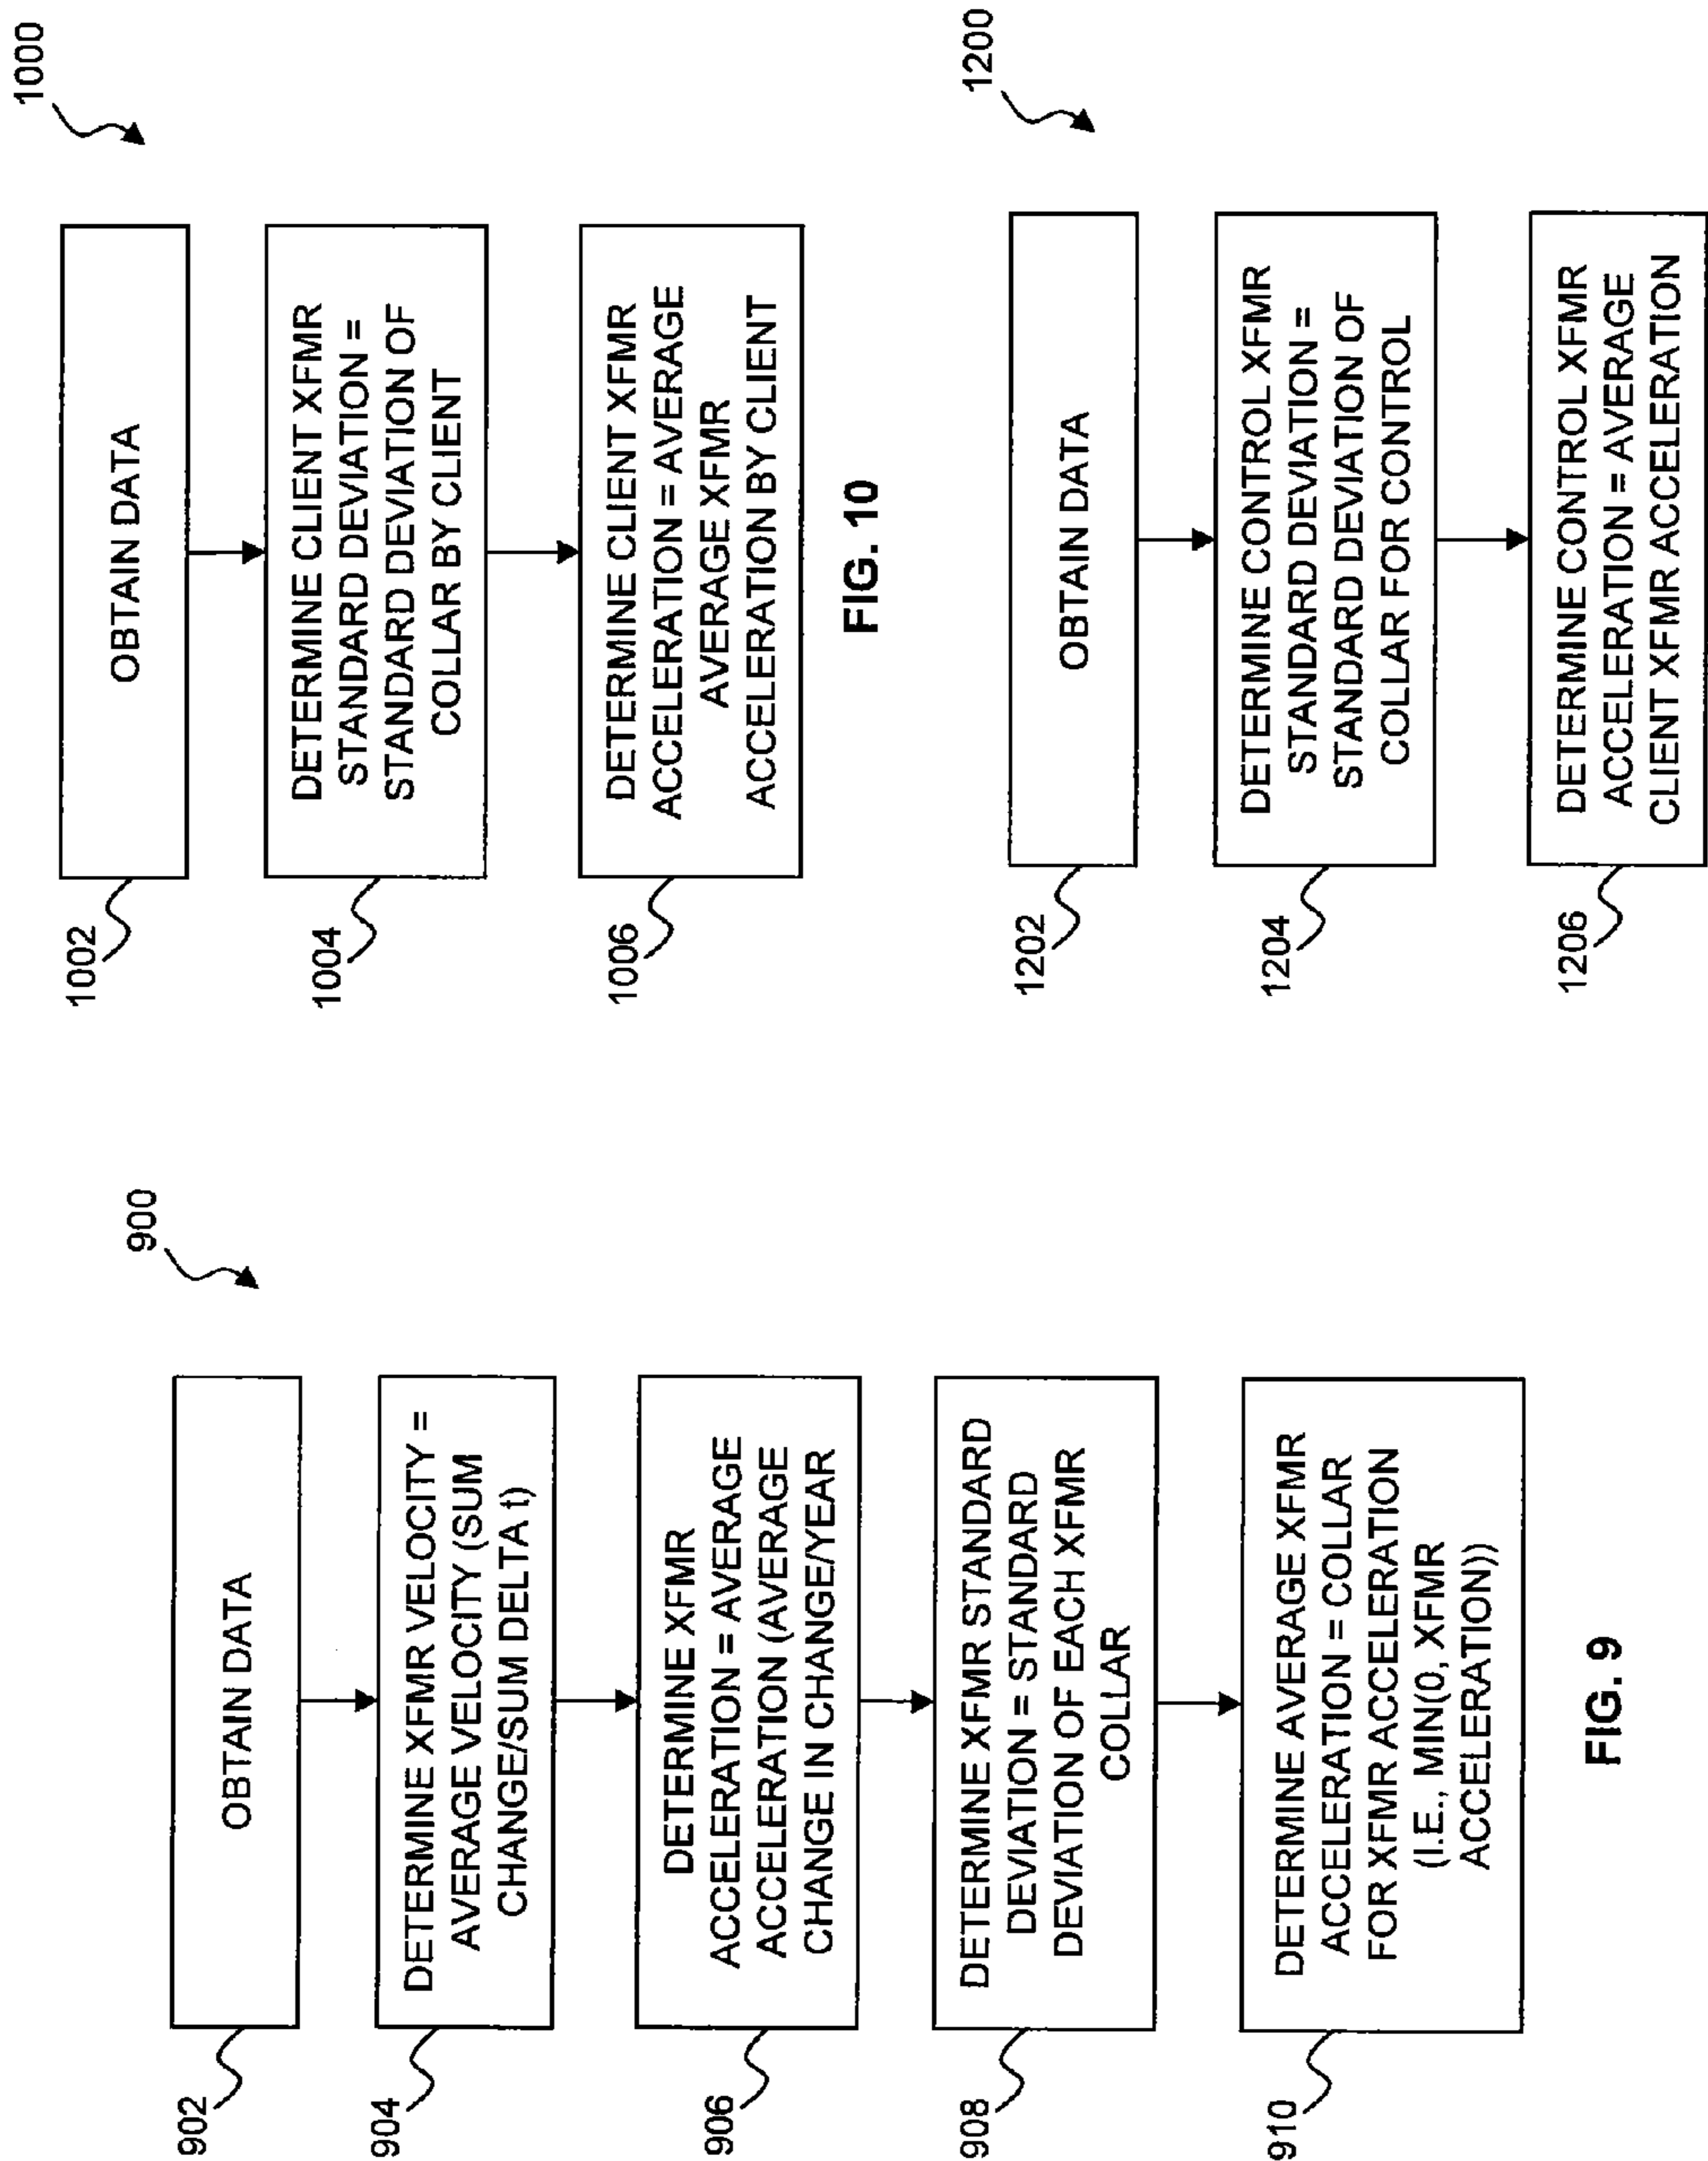 900
902
OBTAIN DATA
904
DETERMINE XFMR VELOCITY =
AVERAGE VELOCITY (SUM
CHANGE/SUM DELTA t)
906
DETERMINE XFMR
ACCELERATION = AVERAGE
ACCELERATION (AVERAGE
CHANGE IN CHANGE/YEAR
908
DETERMINE XFMR STANDARD
DEVIATION = STANDARD
DEVIATION OF EACH XFMR
COLLAR
910
DETERMINE AVERAGE XFMR
ACCELERATION = COLLAR
FOR XFMR ACCELERATION
(I.E., MIN(0, XFMR
ACCELERATION))
FIG. 9
1000
1002
OBTAIN DATA
1004
DETERMINE CLIENT XFMR
STANDARD DEVIATION =
STANDARD DEVIATION OF
COLLAR BY CLIENT
1006
DETERMINE CLIENT XFMR
ACCELERATION = AVERAGE
AVERAGE XFMR
ACCELERATION BY CLIENT
FIG. 10
1200
1202
OBTAIN DATA
1204
DETERMINE CONTROL XFMR
STANDARD DEVIATION =
STANDARD DEVIATION OF
COLLAR FOR CONTROL
1206
DETERMINE CONTROL XFMR
ACCELERATION = AVERAGE
CLIENT XFMR ACCELERATION